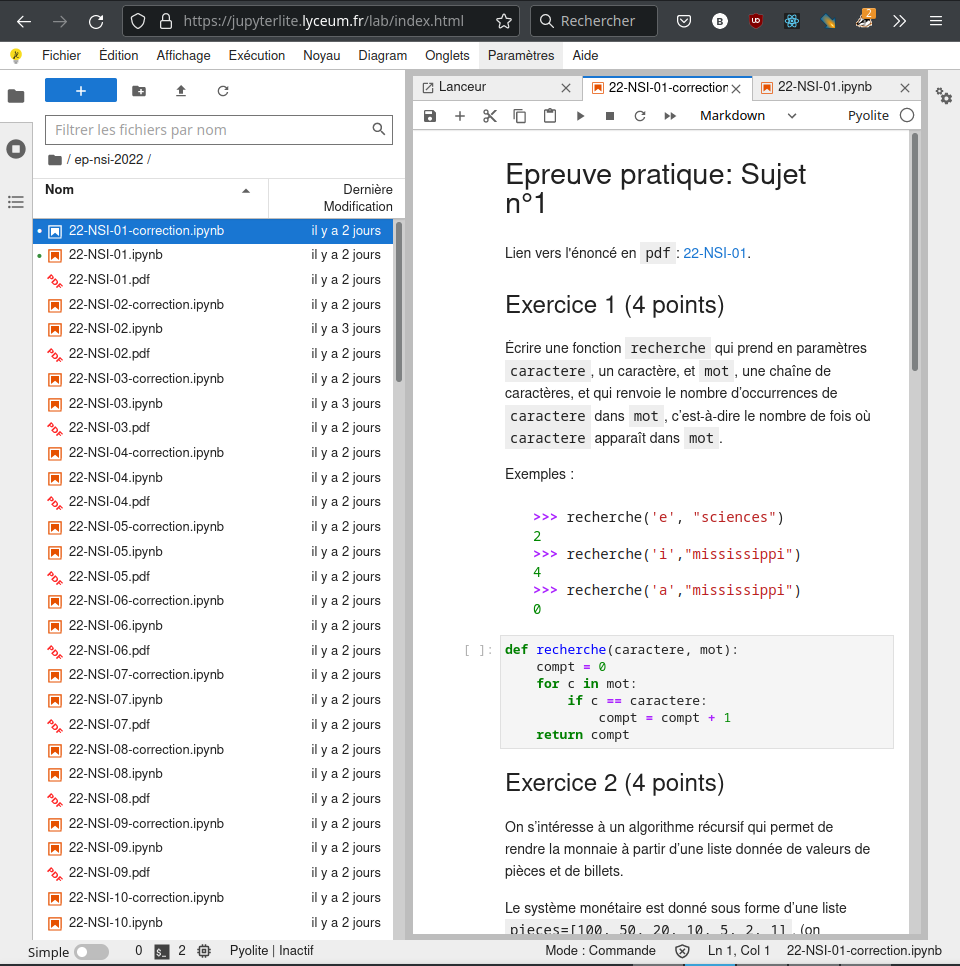 https://jupyterlite.lyceum.fr/lab/index.html
Rechercher
B
UD
2
Fichier Édition Affichage Exécution Noyau Diagram Onglets Paramètres Aide
+
Filtrer les fichiers par nom
/ ep-nsi-2022 /
Nom Dernière
Modification
22-NSI-01-correction.ipynb il y a 2 jours
22-NSI-01.ipynb il y a 2 jours
22-NSI-01.pdf il y a 2 jours
22-NSI-02-correction.ipynb il y a 2 jours
22-NSI-02.ipynb il y a 3 jours
22-NSI-02.pdf il y a 2 jours
22-NSI-03-correction.ipynb il y a 2 jours
22-NSI-03.ipynb il y a 3 jours
22-NSI-03.pdf il y a 2 jours
22-NSI-04-correction.ipynb il y a 2 jours
22-NSI-04.ipynb il y a 2 jours
22-NSI-04.pdf il y a 2 jours
22-NSI-05-correction.ipynb il y a 2 jours
22-NSI-05.ipynb il y a 2 jours
22-NSI-05.pdf il y a 2 jours
22-NSI-06-correction.ipynb il y a 2 jours
22-NSI-06.ipynb il y a 2 jours
22-NSI-06.pdf il y a 2 jours
22-NSI-07-correction.ipynb il y a 2 jours
22-NSI-07.ipynb il y a 2 jours
22-NSI-07.pdf il y a 2 jours
22-NSI-08-correction.ipynb il y a 2 jours
22-NSI-08.ipynb il y a 2 jours
22-NSI-08.pdf il y a 2 jours
22-NSI-09-correction.ipynb il y a 2 jours
22-NSI-09.ipynb il y a 2 jours
22-NSI-09.pdf il y a 2 jours
22-NSI-10-correction.ipynb il y a 2 jours
22-NSI-10.ipynb il y a 2 jours
Lanceur 22-NSI-01-correction 22-NSI-01.ipynb
Markdown Pyolite
Epreuve pratique: Sujet
n°1
Lien vers l'énoncé en pdf : 22-NSI-01.
Exercice 1 (4 points)
Écrire une fonction recherche qui prend en paramètres
caractere , un caractère, et mot , une chaîne de
caractères, et qui renvoie le nombre d'occurrences de
caractere dans mot , c'est-à-dire le nombre de fois où
caractere apparaît dans mot .
Exemples :
>>> recherche('e', "sciences")
2
>>> recherche('i',"mississippi")
4
>>> recherche('a',"mississippi")
0
[ ]: def recherche(caractere, mot):
compt = 0
for c in mot:
if c == caractere:
compt = compt + 1
return compt
Exercice 2 (4 points)
On s'intéresse à un algorithme récursif qui permet de
rendre la monnaie à partir d'une liste donnée de valeurs de
pièces et de billets.
Le système monétaire est donné sous forme d'une liste
pieces=[100, 50, 20, 10, 5, 2, 1] . (on
Simple 0 2 Pyolite | Inactif Mode : Commande Ln 1, Col 1 22-NSI-01-correction.ipynb